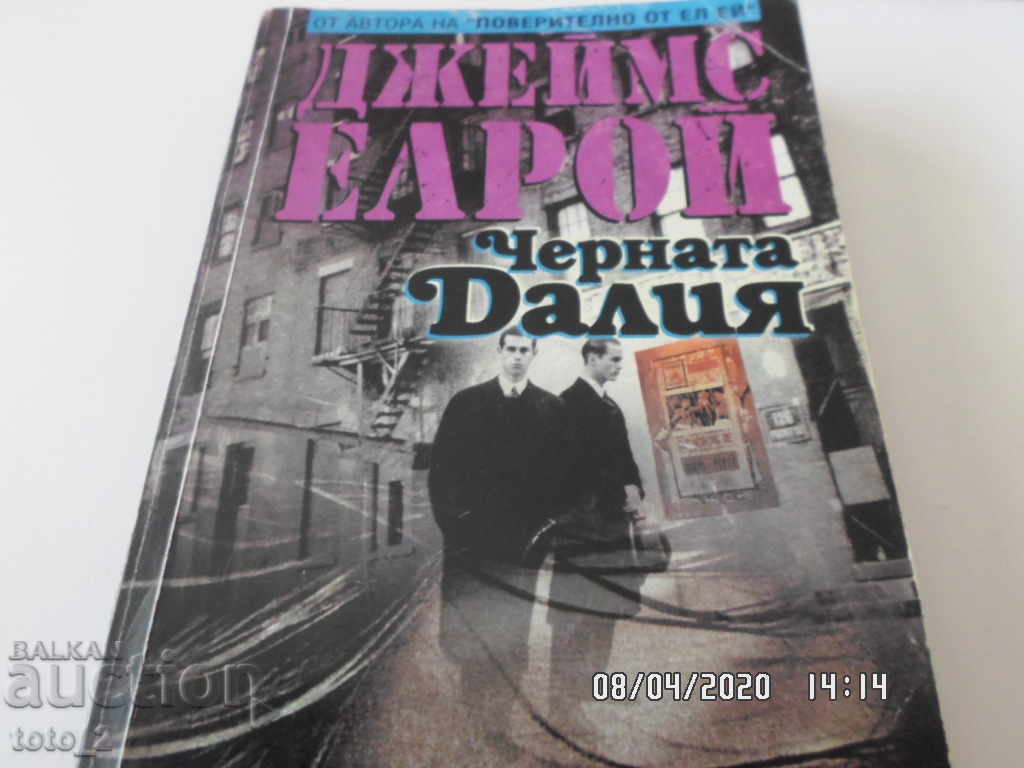 ОТ АВТОРА НА "ПОВЕРИТЕЛНО ОТ ЕЛ ЕЙ"
ДЖЕЙМС
ЕЛРОЙ
Черната
Далия
BALKAN
auction
toto_2
08/04/2020 14:14